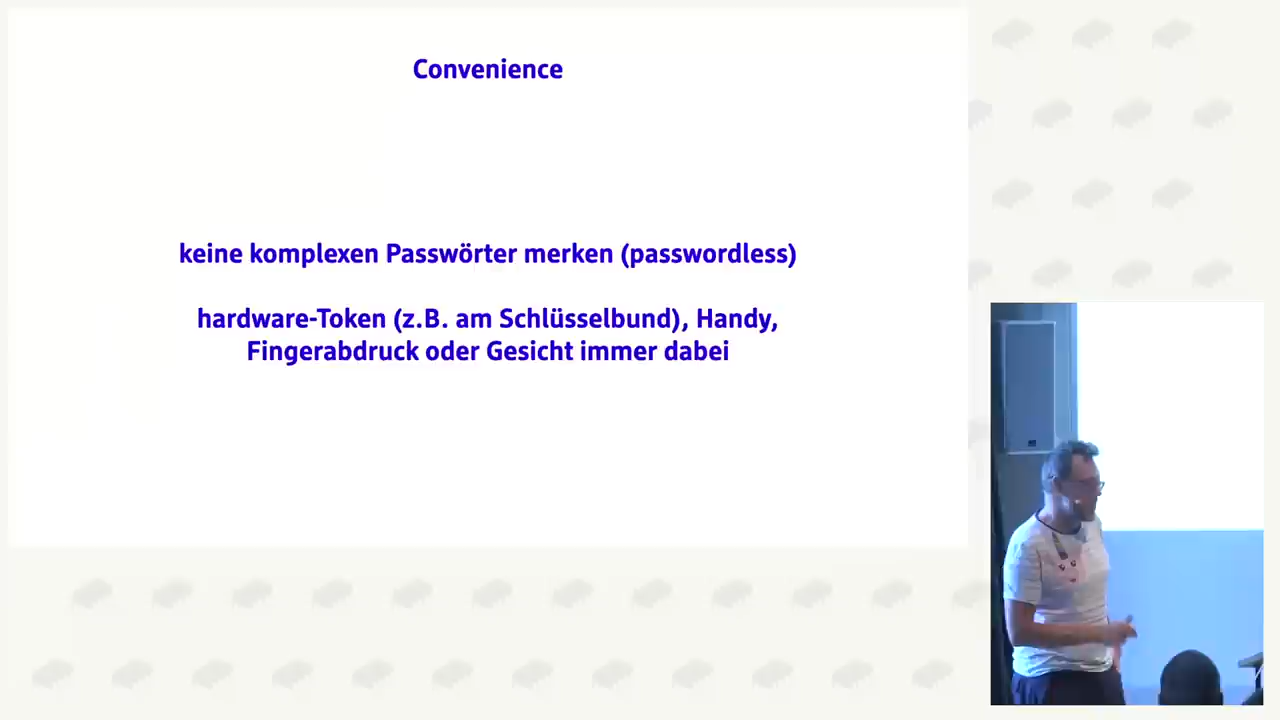 Convenience
keine komplexen Passwörter merken (passwordless)
hardware-Token (z.B. am Schlüsselbund), Handy,
Fingerabdruck oder Gesicht immer dabei